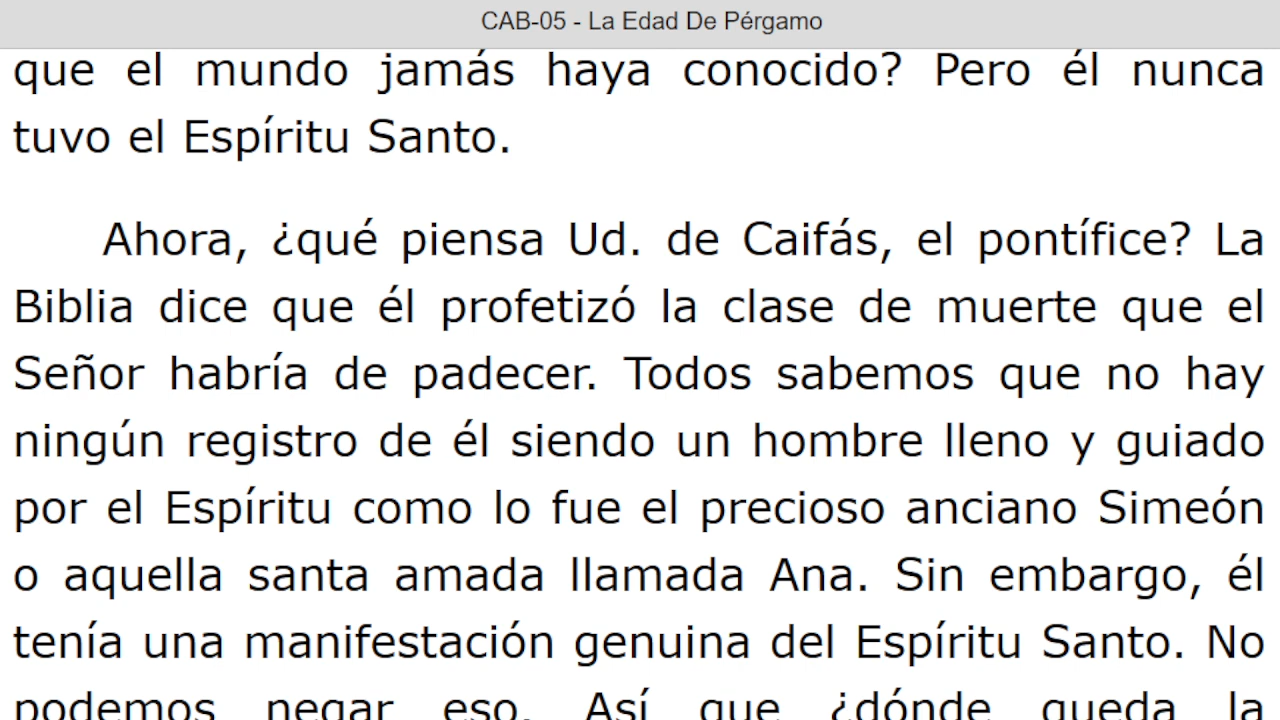 CAB-05 - La Edad De Pérgamo
que el mundo jamás haya conocido? Pero él nunca
tuvo el Espíritu Santo.
Ahora, ¿qué piensa Ud. de Caifás, el pontífice? La
Biblia dice que él profetizó la clase de muerte que el
Señor habría de padecer. Todos sabemos que no hay
ningún registro de él siendo un hombre lleno y guiado
por el Espíritu como lo fue el precioso anciano Simeón
o aquella santa amada llamada Ana. Sin embargo, él
tenía una manifestación genuina del Espíritu Santo. No
podemos negar eso. Así que ¿dónde queda la